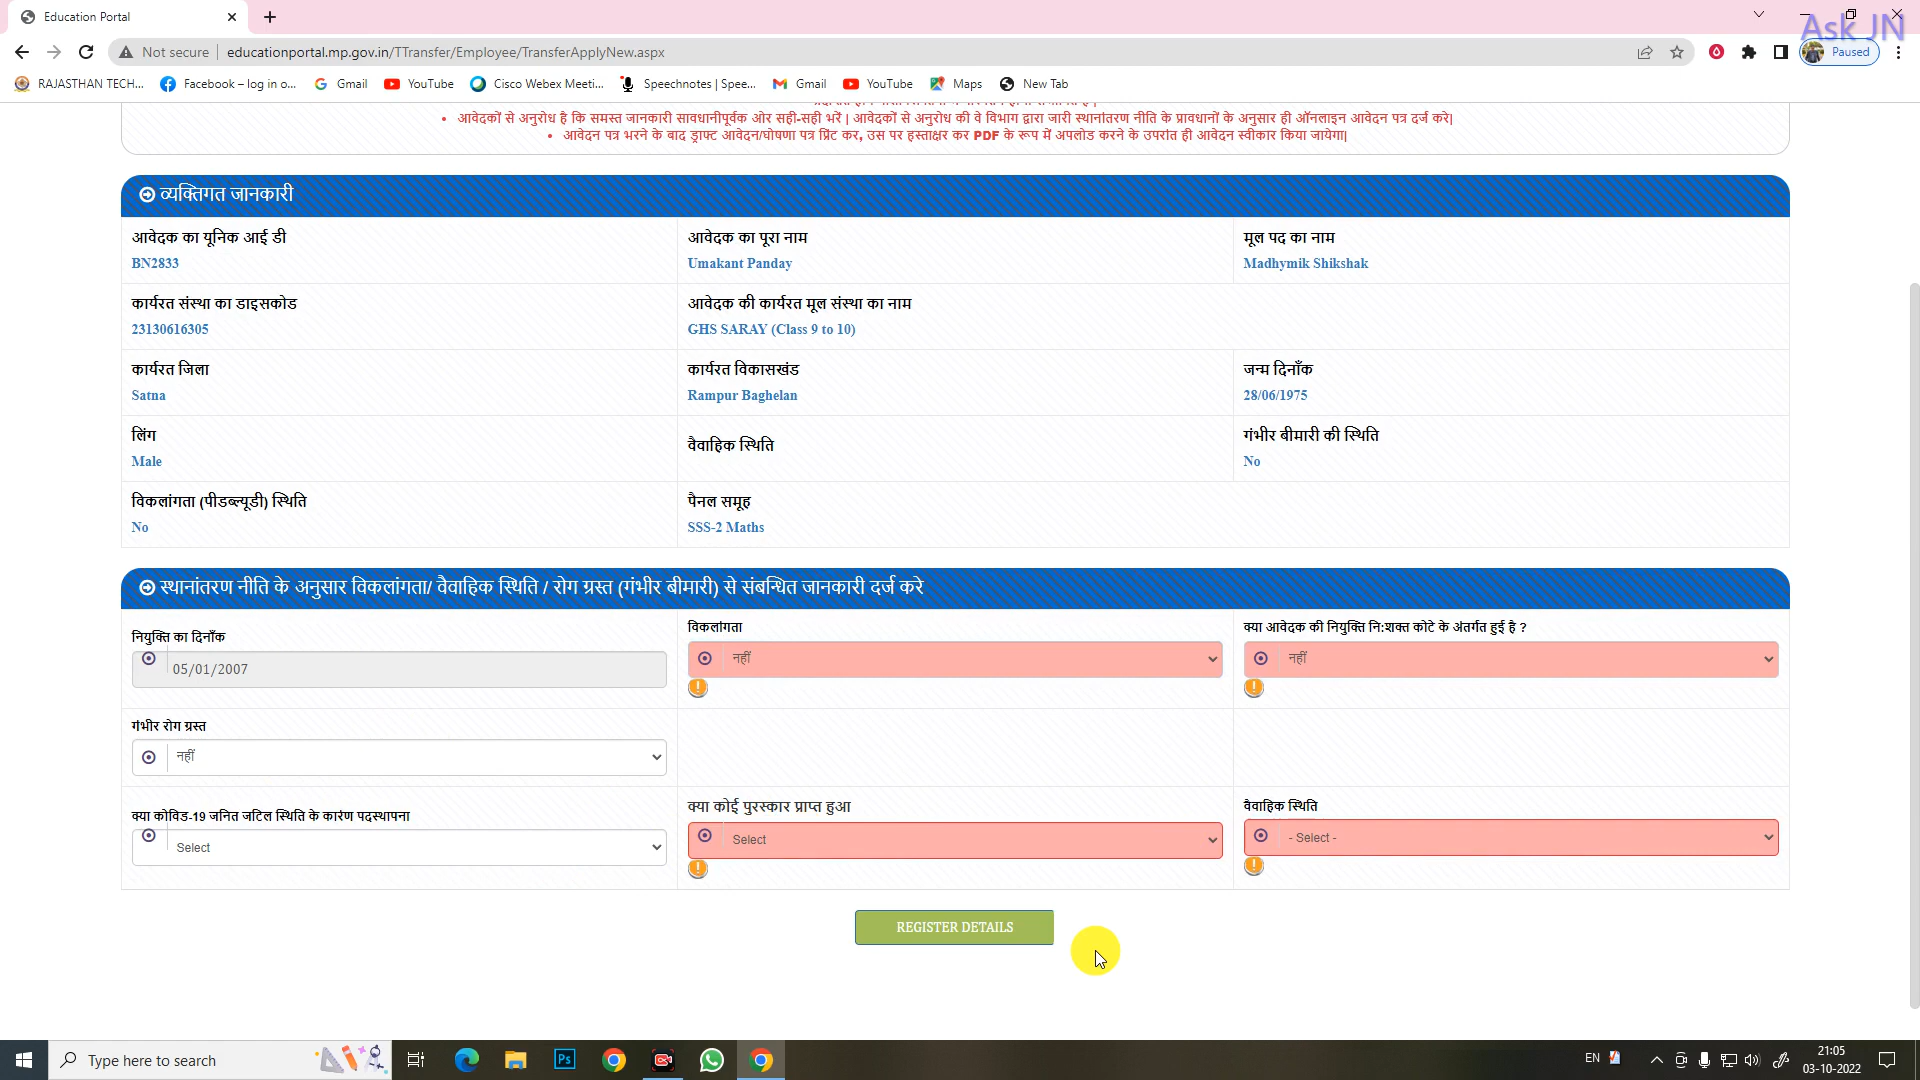 Education Portal
Ask JN
Not secure
educationportal.mp.gov.in/TTransfer/Employee/TransferApplyNew.aspx
Paused
RAJASTHAN TECH...
Facebook – log in o...
Gmail
YouTube
Cisco Webex Meeti...
Speechnotes | Spee...
Gmail
YouTube
Maps
New Tab
आवेदकों से अनुरोध है कि समस्त जानकारी सावधानीपूर्वक ओर सही-सही भरें | आवेदकों से अनुरोध की वे विभाग द्वारा जारी स्थानांतरण नीति के प्रावधानों के अनुसार ही ऑनलाइन आवेदन पत्र दर्ज करे|
आवेदन पत्र भरने के बाद ड्राफ्ट आवेदन/घोषणा पत्र प्रिंट कर, उस पर हस्ताक्षर कर PDF के रूप में अपलोड करने के उपरांत ही आवेदन स्वीकार किया जायेगा|
व्यक्तिगत जानकारी
आवेदक का यूनिक आई डी
BN2833
आवेदक का पूरा नाम
Umakant Panday
मूल पद का नाम
Madhymik Shikshak
कार्यरत संस्था का डाइसकोड
23130616305
आवेदक की कार्यरत मूल संस्था का नाम
GHS SARAY (Class 9 to 10)
कार्यरत जिला
Satna
कार्यरत विकासखंड
Rampur Baghelan
जन्म दिनाँक
28/06/1975
लिंग
Male
वैवाहिक स्थिति
गंभीर बीमारी की स्थिति
No
विकलांगता (पीडब्ल्यूडी) स्थिति
No
पैनल समूह
SSS-2 Maths
स्थानांतरण नीति के अनुसार विकलांगता/ वैवाहिक स्थिति / रोग ग्रस्त (गंभीर बीमारी) से संबन्धित जानकारी दर्ज करे
नियुक्ति का दिनाँक
05/01/2007
विकलांगता
नहीं
क्या आवेदक की नियुक्ति नि:शक्त कोटे के अंतर्गत हुई है ?
नहीं
गंभीर रोग ग्रस्त
नहीं
क्या कोविड-19 जनित जटिल स्थिति के कारण पदस्थापना
Select
क्या कोई पुरस्कार प्राप्त हुआ
Select
वैवाहिक स्थिति
- Select -
REGISTER DETAILS
Type here to search
Ps
EN
21:05
03-10-2022